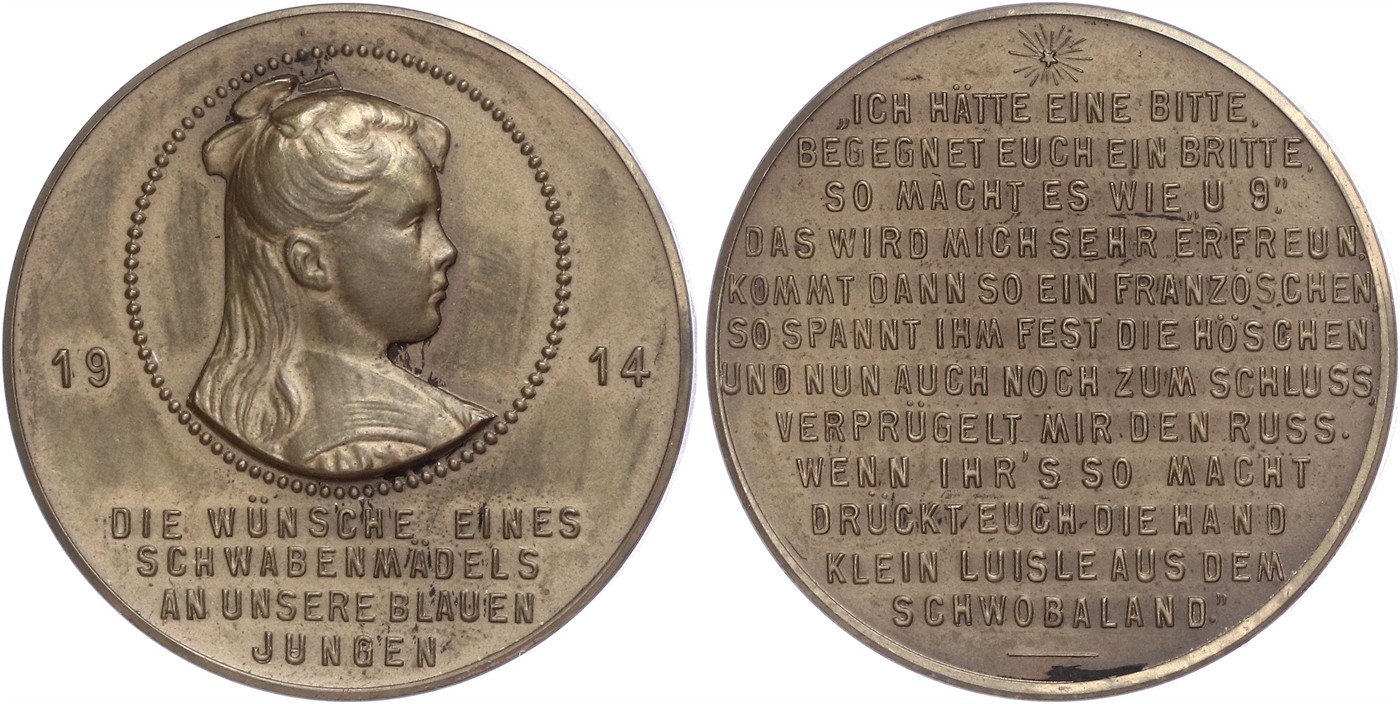 19 14
DIE WÜNSCHE EINES
SCHWABENMÄDELS
AN UNSERE BLAUEN
JUNGEN
„ICH HÄTTE EINE BITTE,
BEGEGNET EUCH EIN BRITTE,
SO MACHT ES WIE „U 9”,
DAS WIRD MICH SEHR ERFREUN,
KOMMT DANN SO EIN FRANZÖSCHEN
SO SPANNT IHM FEST DIE HÖSCHEN
UND NUN AUCH NOCH ZUM SCHLUSS
VERPRÜGELT MIR DEN RUSS.
WENN IHR'S SO MACHT
DRÜCKT EUCH DIE HAND
KLEIN LUISLE AUS DEM
SCHWOBALAND.”